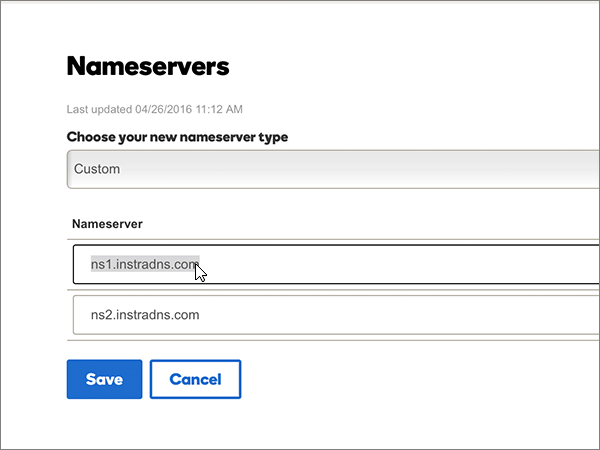 Nameservers
Last updated 04/26/2016 11:12 AM
Choose your new nameserver type
Custom
Nameserver
ns1.instradns.com
ns2.instradns.com
Save Cancel